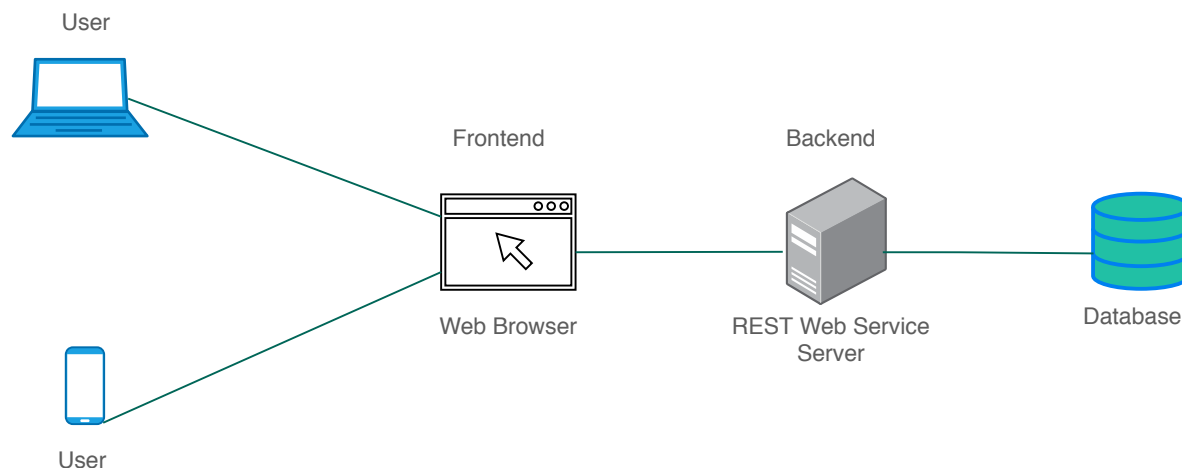 User
Frontend
Backend
Web Browser
REST Web Service
Server
Database
User